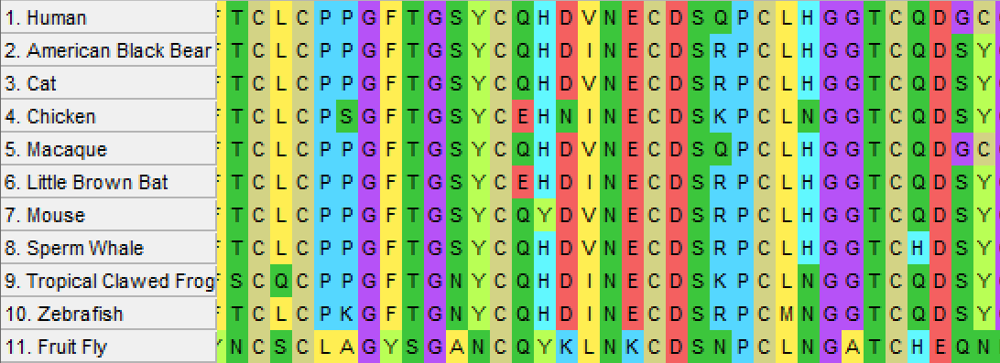 1. Human F T C L C P P G F T G S Y C Q H D V N E C D S Q P C L H G G T C Q D G C
2. American Black Bear F T C L C P P G F T G S Y C Q H D I N E C D S R P C L H G G T C Q D S Y
3. Cat F T C L C P P G F T G S Y C Q H D V N E C D S R P C L H G G T C Q D S Y
4. Chicken F T C L C P S G F T G S Y C E H N I N E C D S K P C L N G G T C Q D S Y
5. Macaque F T C L C P P G F T G S Y C Q H D V N E C D S Q P C L H G G T C Q D G C
6. Little Brown Bat F T C L C P P G F T G S Y C E H D I N E C D S R P C L H G G T C Q D S Y
7. Mouse F T C L C P P G F T G S Y C Q Y D V N E C D S R P C L H G G T C Q D S Y
8. Sperm Whale F T C L C P P G F T G S Y C Q H D V N E C D S R P C L H G G T C H D S Y
9. Tropical Clawed Frog F S C Q C P P G F T G N Y C Q H D I N E C D S K P C L N G G T C Q D S Y
10. Zebrafish F T C L C P K G F T G N Y C Q H D I N E C D S R P C M N G G T C Q D S Y
11. Fruit Fly Y N C S C L A G Y S G A N C Q Y K L N K C D S N P C L N G A T C H E Q N